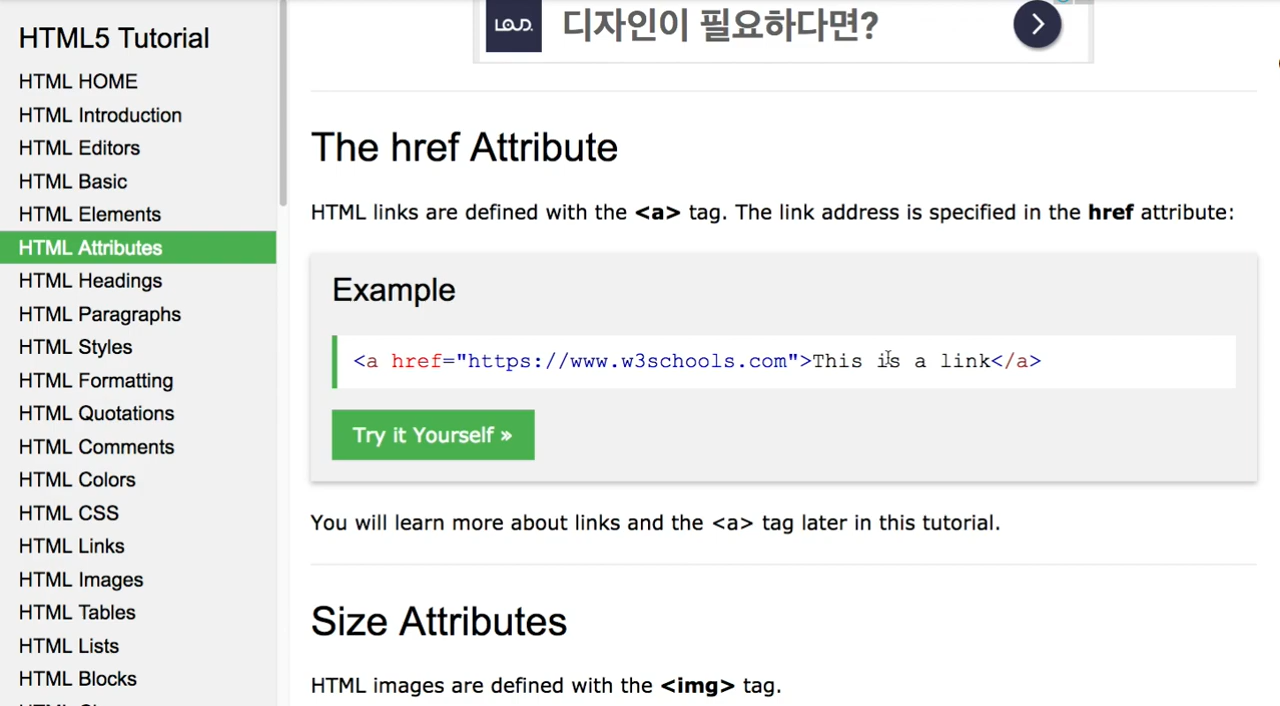 HTML5 Tutorial
HTML HOME
HTML Introduction
HTML Editors
HTML Basic
HTML Elements
HTML Attributes
HTML Headings
HTML Paragraphs
HTML Styles
HTML Formatting
HTML Quotations
HTML Comments
HTML Colors
HTML CSS
HTML Links
HTML Images
HTML Tables
HTML Lists
HTML Blocks
LOUD.
디자인이 필요하다면?
The href Attribute
HTML links are defined with the <a> tag. The link address is specified in the href attribute:
Example
<a href="https://www.w3schools.com">This is a link</a>
Try it Yourself »
You will learn more about links and the <a> tag later in this tutorial.
Size Attributes
HTML images are defined with the <img> tag.